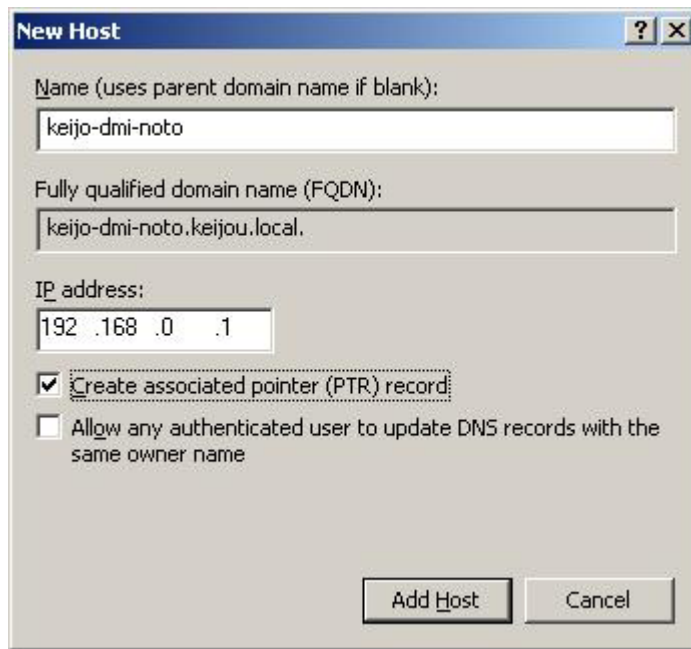 New Host
Name (uses parent domain name if blank):
keijo-dmi-noto
Fully qualified domain name (FQDN):
keijo-dmi-noto.keijou.local.
IP address:
192 .168 .0 .1
Create associated pointer (PTR) record
Allow any authenticated user to update DNS records with the
same owner name
Add Host
Cancel